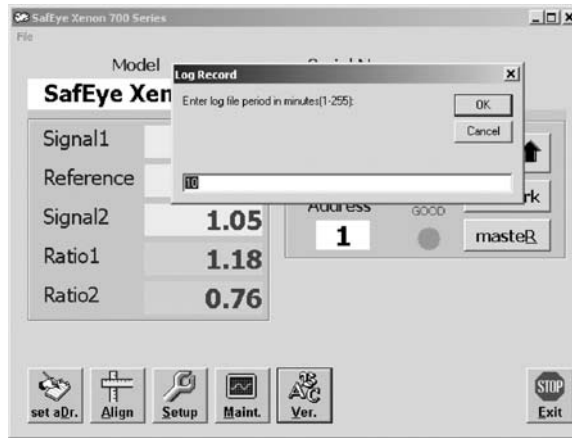 SafEye Xenon 700 Series
File
Model
SafEye Xen
Log Record
Enter log file period in minutes(1-255):
OK
Cancel
10
Signal1
Reference
Signal2
1.05
Ratio1
1.18
Ratio2
0.76
Address
GOOD
1
rk
masteR
set aDr.
Align
Setup
Maint.
Ver.
STOP
Exit